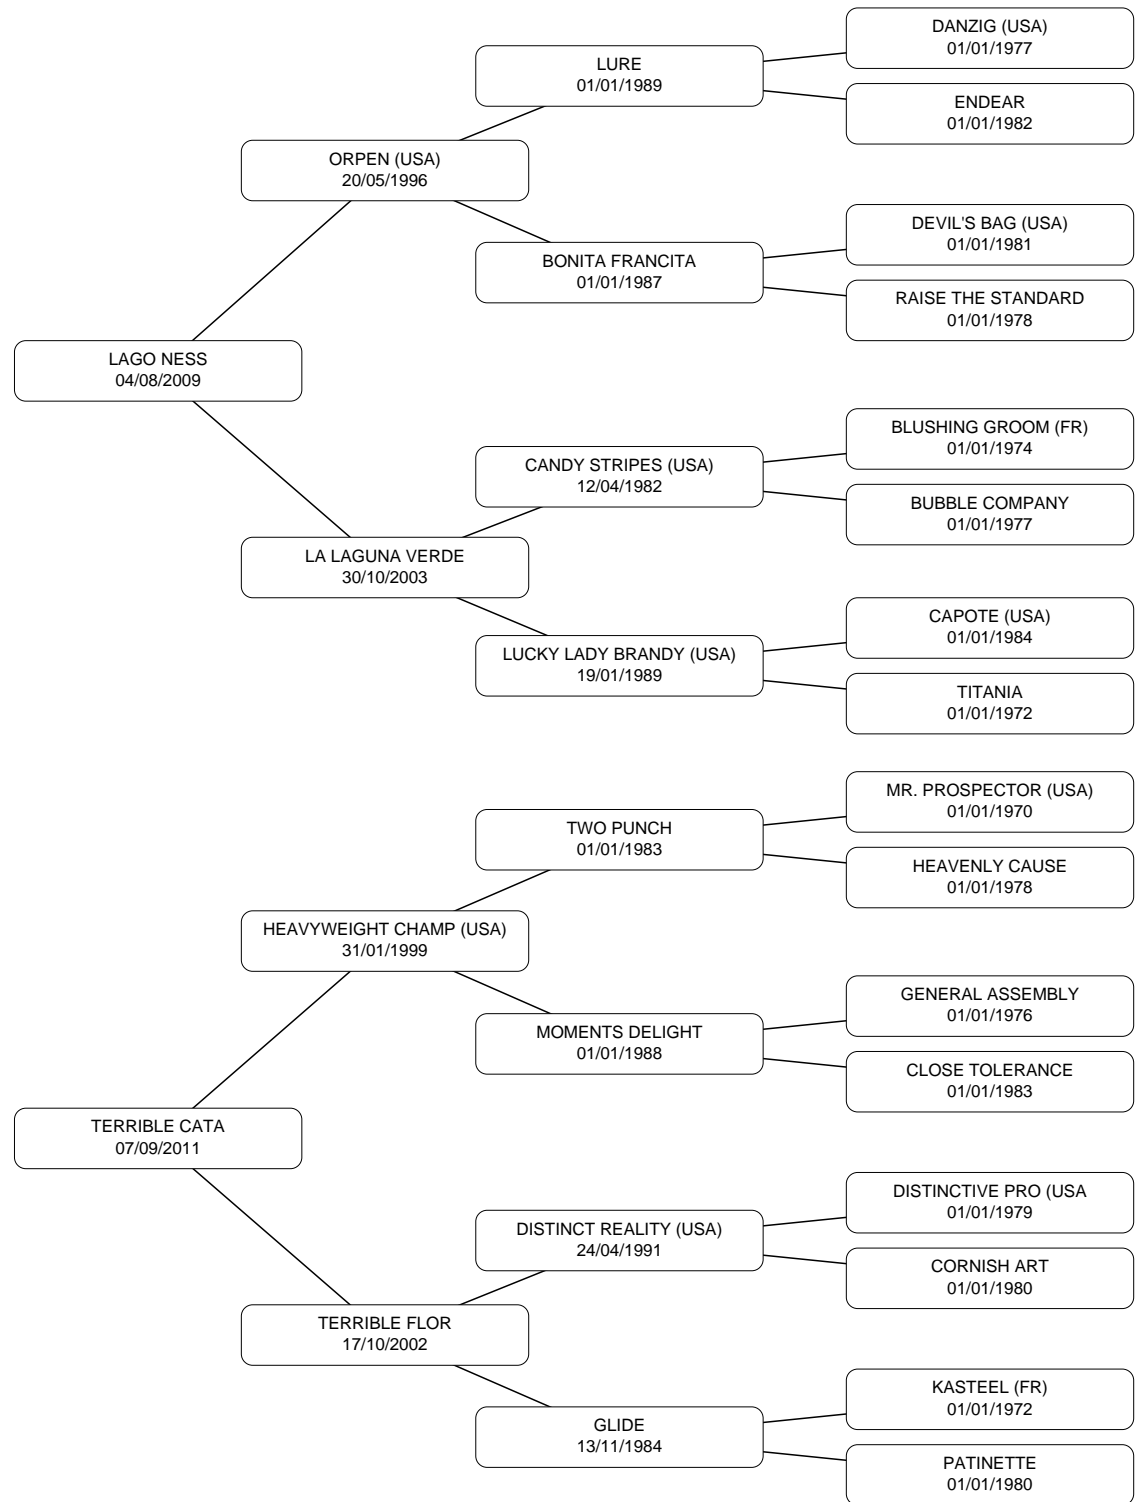 DANZIG (USA)
01/01/1977
LURE
01/01/1989
ENDEAR
01/01/1982
ORPEN (USA)
20/05/1996
DEVIL'S BAG (USA)
01/01/1981
BONITA FRANCITA
01/01/1987
RAISE THE STANDARD
01/01/1978
LAGO NESS
04/08/2009
BLUSHING GROOM (FR)
01/01/1974
CANDY STRIPES (USA)
12/04/1982
BUBBLE COMPANY
01/01/1977
LA LAGUNA VERDE
30/10/2003
CAPOTE (USA)
01/01/1984
LUCKY LADY BRANDY (USA)
19/01/1989
TITANIA
01/01/1972
MR. PROSPECTOR (USA)
01/01/1970
TWO PUNCH
01/01/1983
HEAVENLY CAUSE
01/01/1978
HEAVYWEIGHT CHAMP (USA)
31/01/1999
GENERAL ASSEMBLY
01/01/1976
MOMENTS DELIGHT
01/01/1988
CLOSE TOLERANCE
01/01/1983
TERRIBLE CATA
07/09/2011
DISTINCTIVE PRO (USA
01/01/1979
DISTINCT REALITY (USA)
24/04/1991
CORNISH ART
01/01/1980
TERRIBLE FLOR
17/10/2002
KASTEEL (FR)
01/01/1972
GLIDE
13/11/1984
PATINETTE
01/01/1980